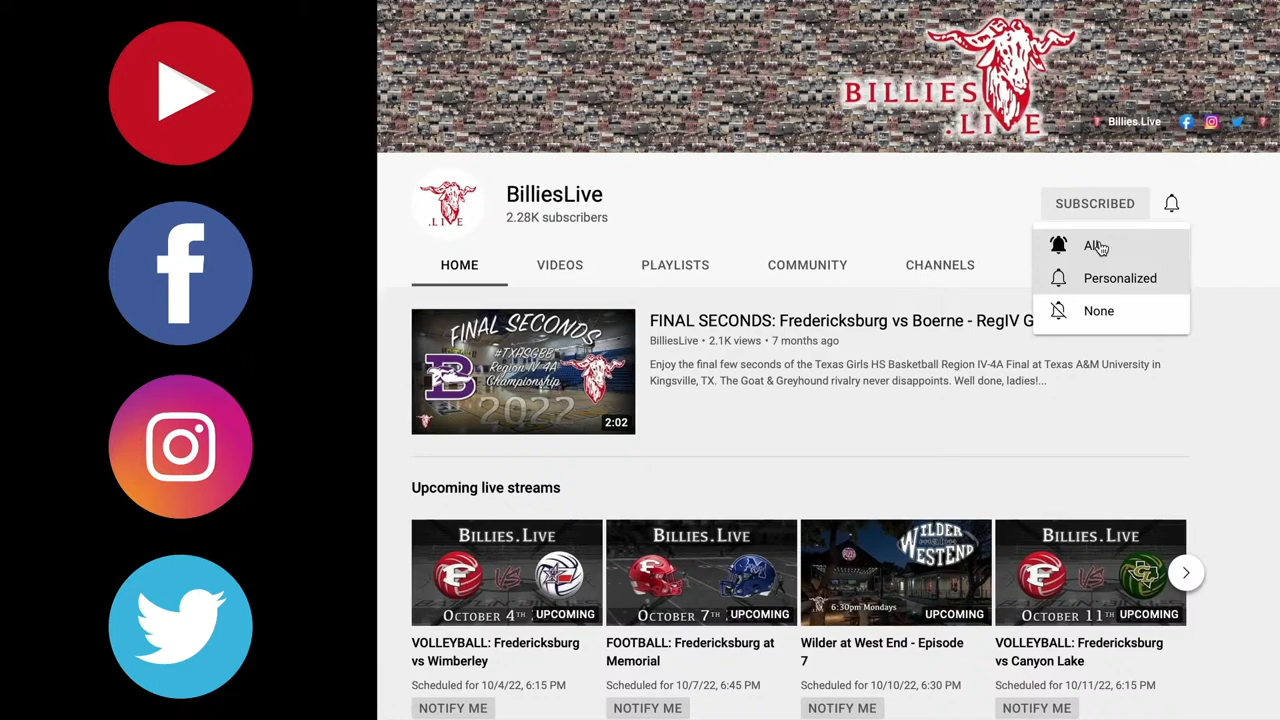 BILLIES
.LIVE
Billies.Live
BilliesLive
2.28K subscribers
SUBSCRIBED
All
Personalized
None
HOME
VIDEOS
PLAYLISTS
COMMUNITY
CHANNELS
FINAL SECONDS
#TXHSGBB
Region IV-4A
Championship
2022
2:02
FINAL SECONDS: Fredericksburg vs Boerne - RegIV G
BilliesLive • 2.1K views • 7 months ago
Enjoy the final few seconds of the Texas Girls HS Basketball Region IV-4A Final at Texas A&M University in
Kingsville, TX. The Goat & Greyhound rivalry never disappoints. Well done, ladies!...
Upcoming live streams
BILLIES.LIVE
F VS
OCTOBER 4TH
UPCOMING
VOLLEYBALL: Fredericksburg
vs Wimberley
Scheduled for 10/4/22, 6:15 PM
NOTIFY ME
BILLIES.LIVE
VS
OCTOBER 7TH
UPCOMING
FOOTBALL: Fredericksburg at
Memorial
Scheduled for 10/7/22, 6:45 PM
NOTIFY ME
WILDER
WESTEND
6:30pm Mondays
UPCOMING
Wilder at West End - Episode
7
Scheduled for 10/10/22, 6:30 PM
NOTIFY ME
BILLIES.LIVE
F VS
OCTOBER 11TH
UPCOMING
VOLLEYBALL: Fredericksburg
vs Canyon Lake
Scheduled for 10/11/22, 6:15 PM
NOTIFY ME